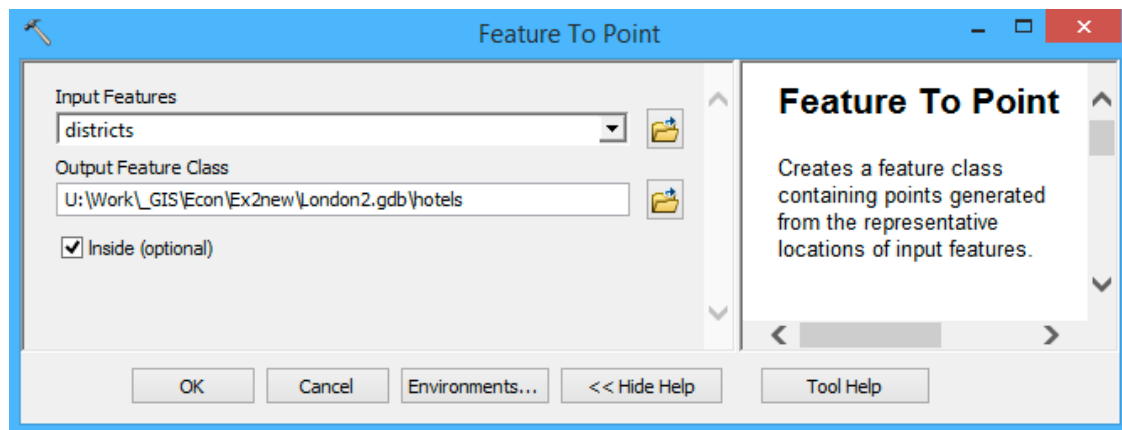 Feature To Point
Input Features
districts
Output Feature Class
U:\Work\_GIS\Econ\Ex2new\London2.gdb\hotels
Inside (optional)
Feature To Point
Creates a feature class
containing points generated
from the representative
locations of input features.
OK Cancel Environments... << Hide Help Tool Help